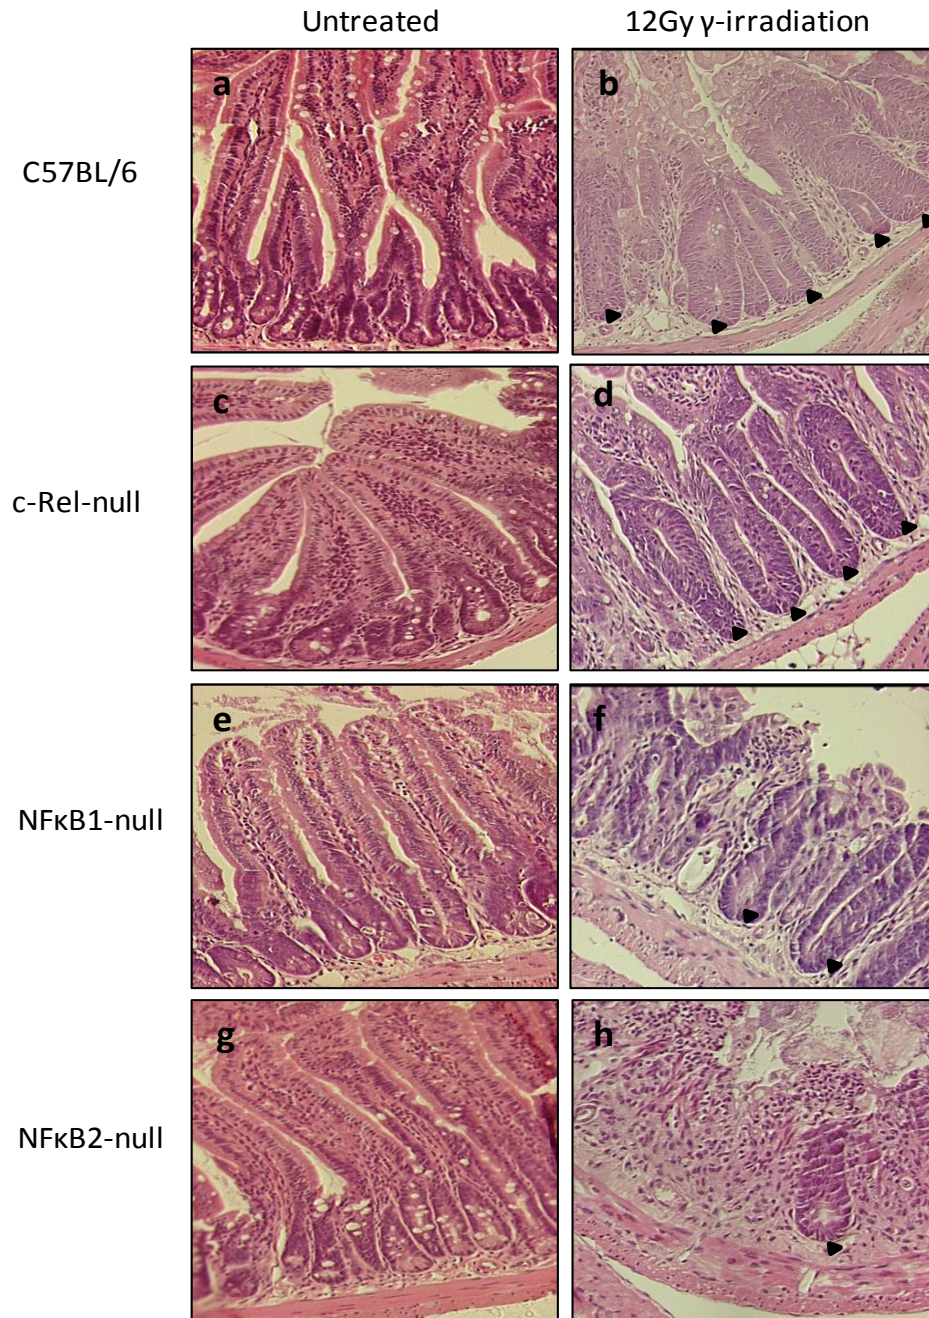 Untreated
12Gy γ-irradiation
C57BL/6
a
b
c-Rel-null
c
d
NFκB1-null
e
f
NFκB2-null
g
h